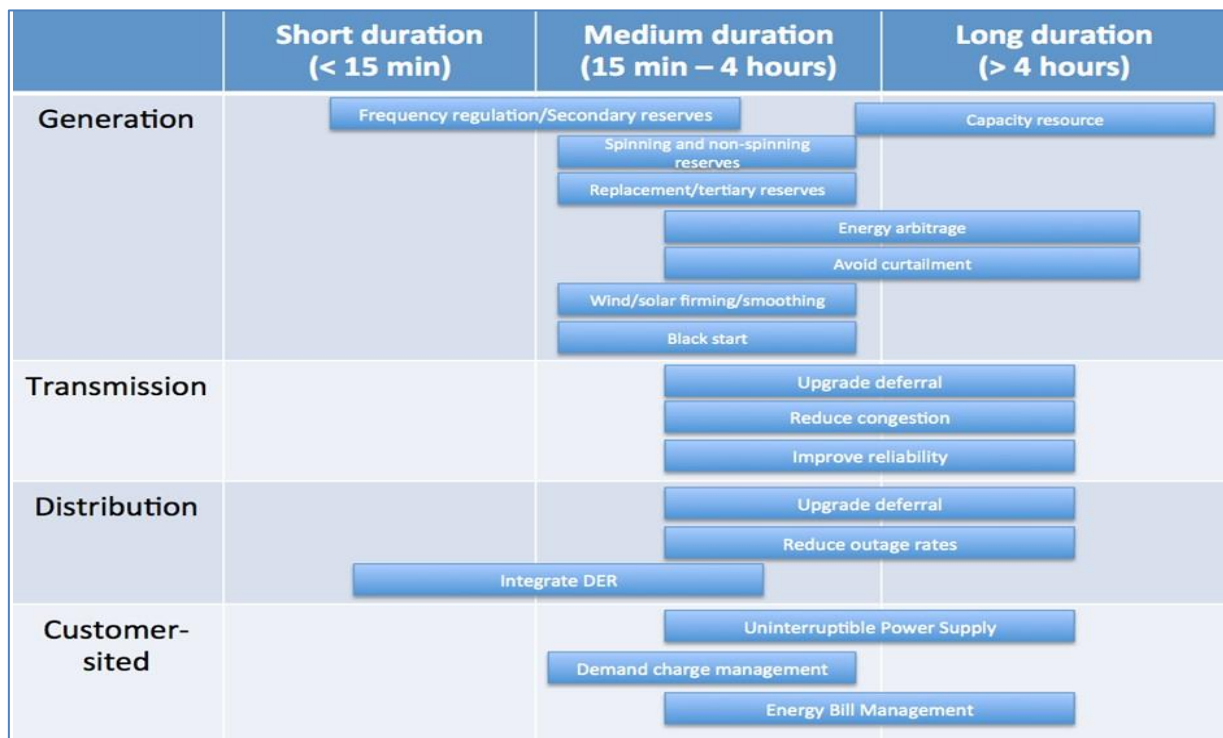 Short duration
(< 15 min)
Medium duration
(15 min – 4 hours)
Long duration
(> 4 hours)
Generation
Frequency regulation/Secondary reserves
Capacity resource
Spinning and non-spinning
reserves
Replacement/tertiary reserves
Energy arbitrage
Avoid curtailment
Wind/solar firming/smoothing
Black start
Transmission
Upgrade deferral
Reduce congestion
Improve reliability
Distribution
Upgrade deferral
Reduce outage rates
Integrate DER
Customer-
sited
Uninterruptible Power Supply
Demand charge management
Energy Bill Management